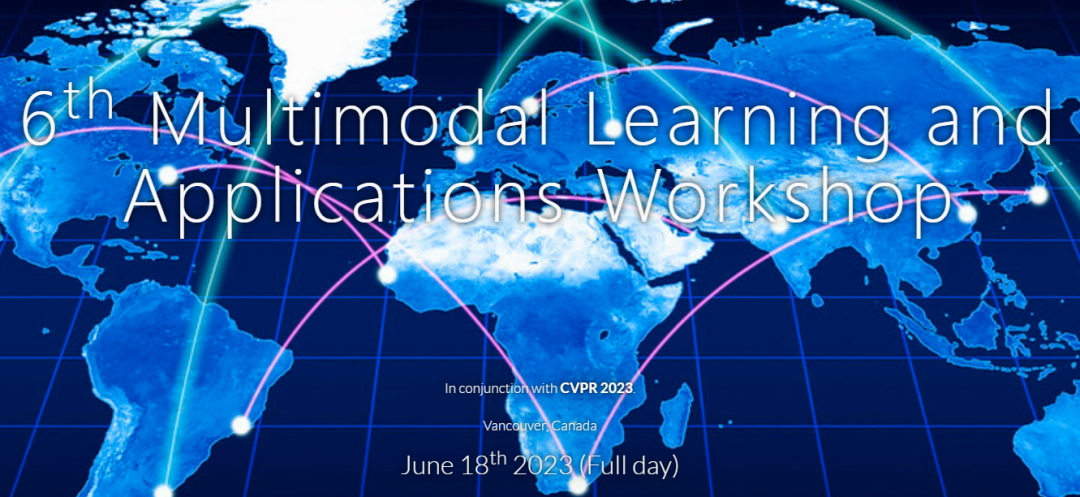 6th Multimodal Learning and
Applications Workshop
In conjunction with CVPR 2023.
Vancouver, Canada
June 18th 2023 (Full day)